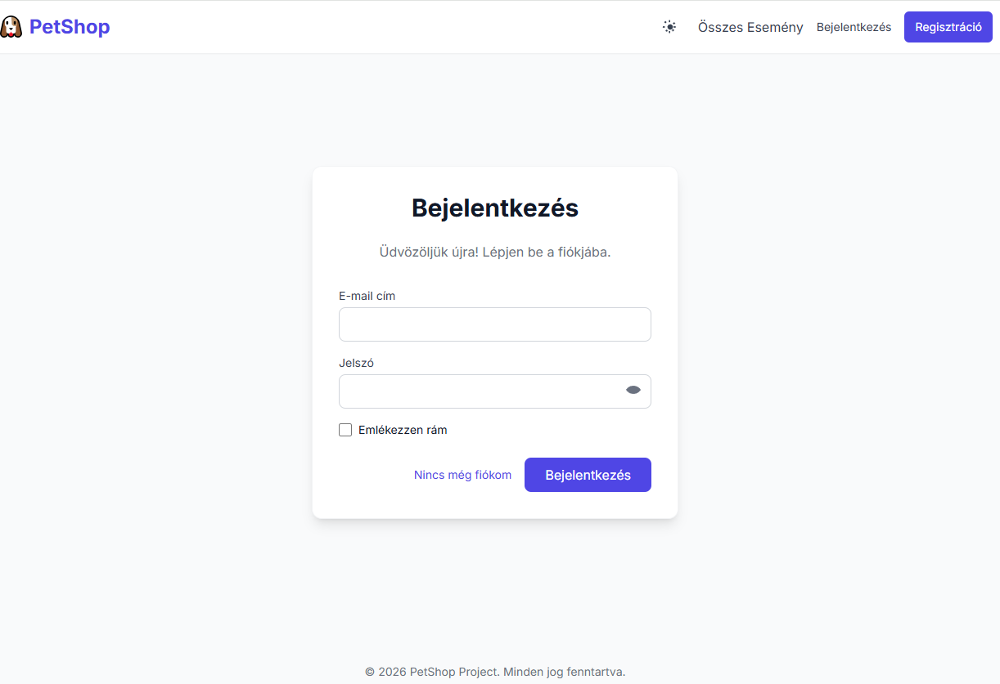 PetShop
Összes Esemény
Bejelentkezés
Regisztráció
Bejelentkezés
Üdvözöljük újra! Lépjen be a fiókjába.
E-mail cím
Jelszó
Emlékezzen rám
Nincs még fiókom
Bejelentkezés
© 2026 PetShop Project. Minden jog fenntartva.